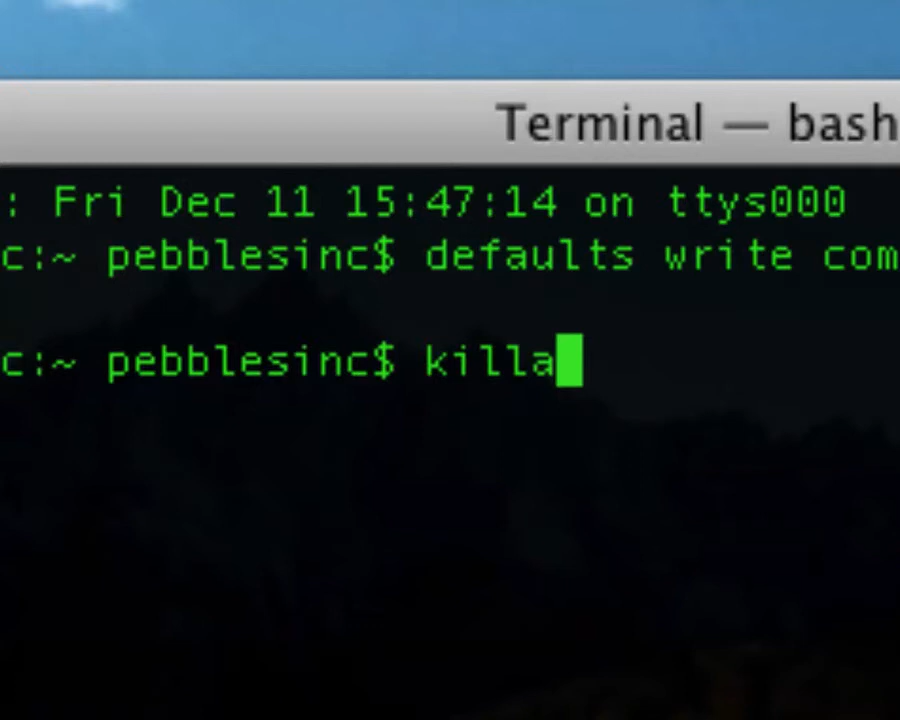 Terminal — bash
: Fri Dec 11 15:47:14 on ttys000
c:~ pebblesinc$ defaults write com
c:~ pebblesinc$ killa